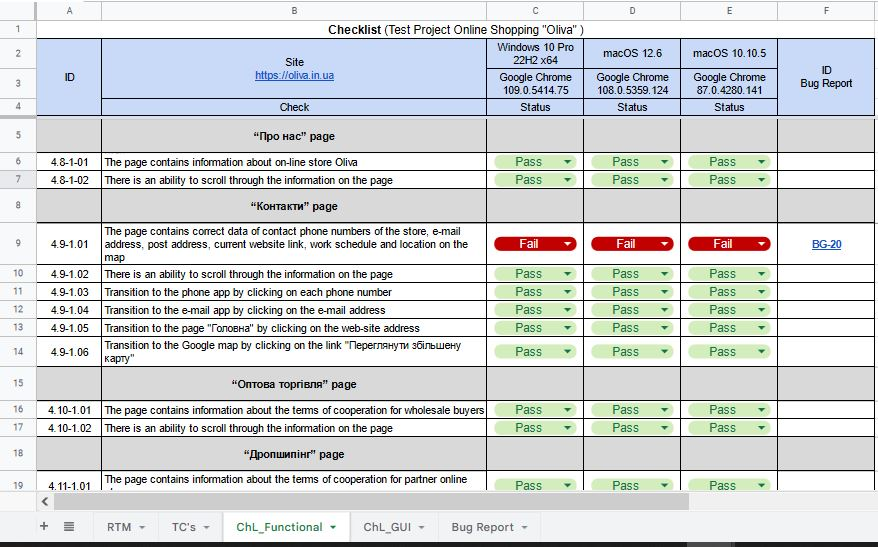 A B C D E F
1 Checklist (Test Project Online Shopping "Oliva" )
2 ID Site https://oliva.in.ua Windows 10 Pro 22H2 x64 macOS 12.6 macOS 10.10.5 ID Bug Report
3 Google Chrome 109.0.5414.75 Google Chrome 108.0.5359.124 Google Chrome 87.0.4280.141
4 Check Status Status Status
5 “Про нас” page
6 4.8-1-01 The page contains information about on-line store Oliva Pass Pass Pass
7 4.8-1-02 There is an ability to scroll through the information on the page Pass Pass Pass
8 “Контакти” page
9 4.9-1.01 The page contains correct data of contact phone numbers of the store, e-mail
address, post address, current website link, work schedule and location on the
map Fail Fail Fail BG-20
10 4.9-1.02 There is an ability to scroll through the information on the page Pass Pass Pass
11 4.9-1.03 Transition to the phone app by clicking on each phone number Pass Pass Pass
12 4.9-1.04 Transition to the e-mail app by clicking on the e-mail address Pass Pass Pass
13 4.9-1.05 Transition to the page "Головна" by clicking on the web-site address Pass Pass Pass
14 4.9-1.06 Transition to the Google map by clicking on the link "Переглянути збільшену
карту" Pass Pass Pass
15 “Оптова торгівля” page
16 4.10-1.01 The page contains information about the terms of cooperation for wholesale buyers Pass Pass Pass
17 4.10-1.02 There is an ability to scroll through the information on the page Pass Pass Pass
18 “Дропшипінг” page
19 4.11-1.01 The page contains information about the terms of cooperation for partner online Pass Pass Pass
RTM TC's ChL_Functional ChL_GUI Bug Report